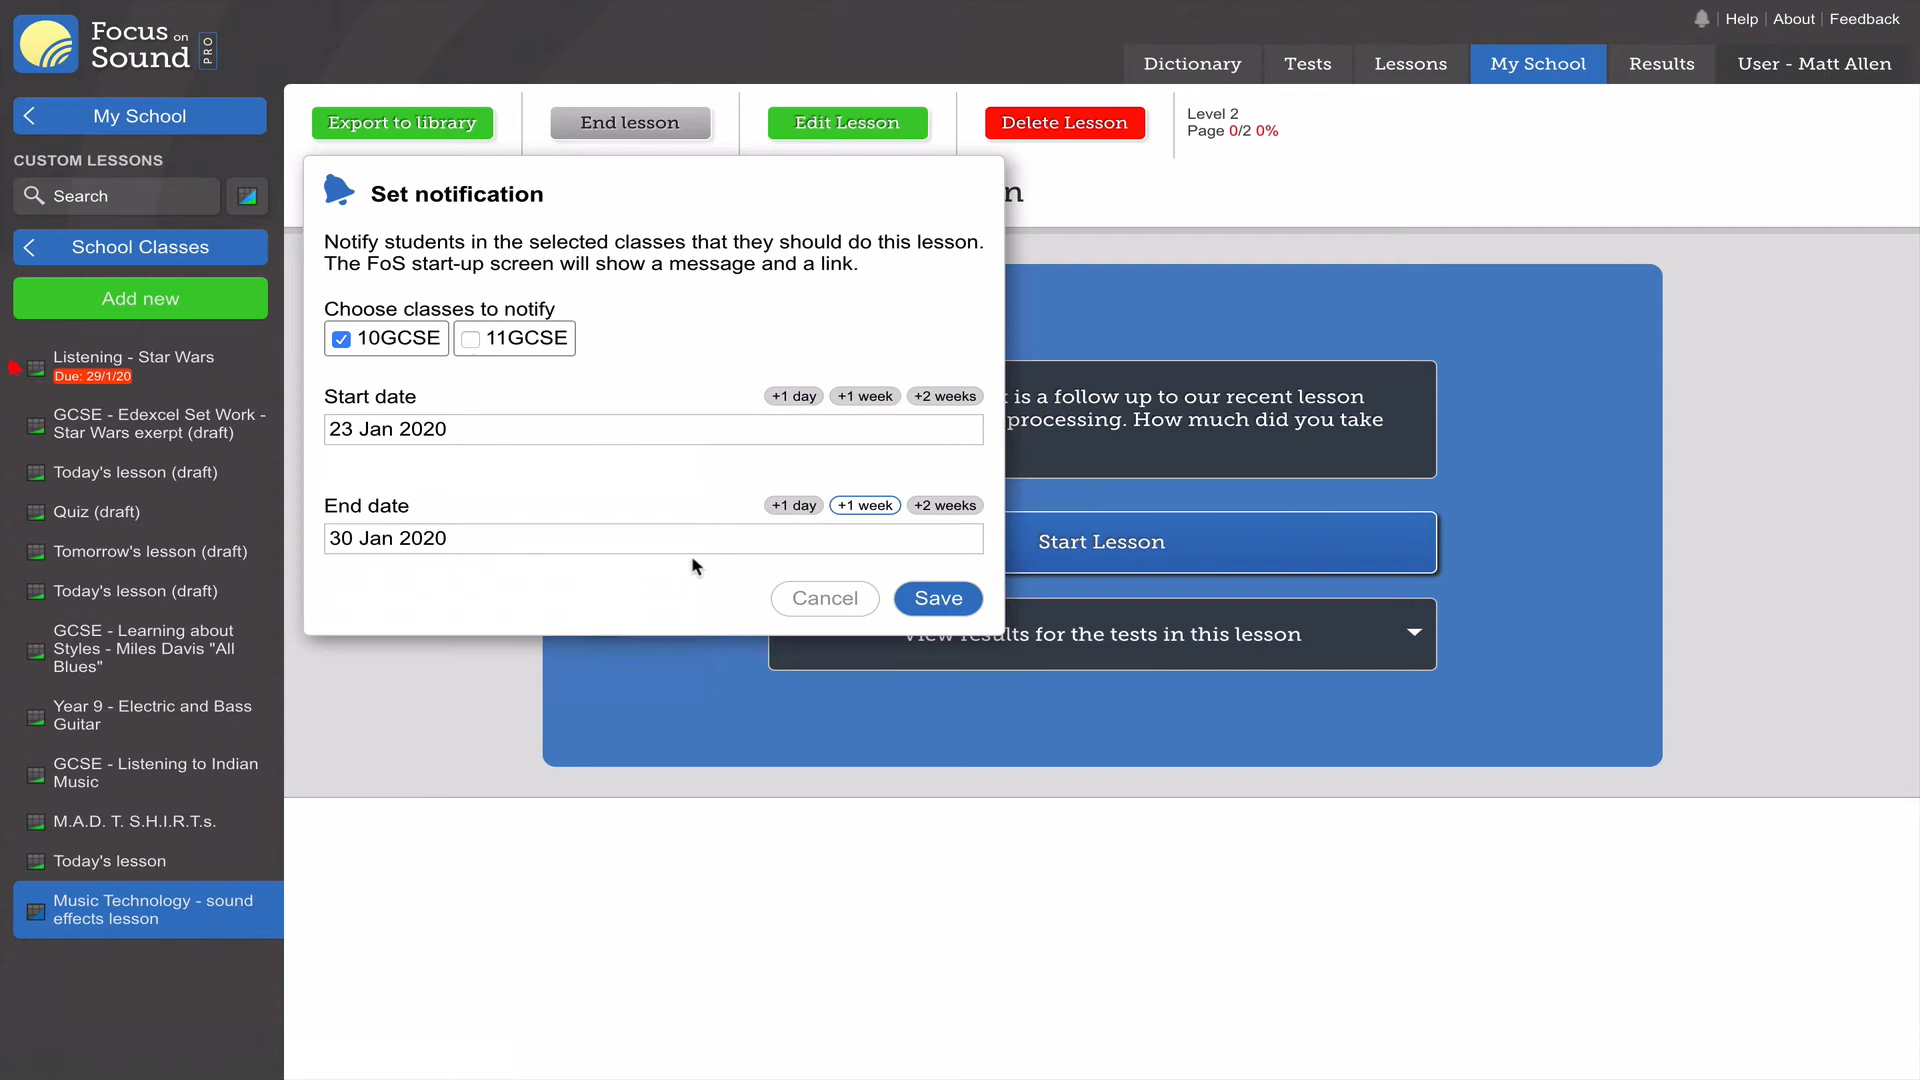 Focus on
Sound
PRO
Help | About | Feedback
Dictionary
Tests
Lessons
My School
Results
User - Matt Allen
My School
CUSTOM LESSONS
Search
School Classes
Add new
Listening - Star Wars
Due: 29/1/20
GCSE - Edexcel Set Work -
Star Wars exerpt (draft)
Today's lesson (draft)
Quiz (draft)
Tomorrow's lesson (draft)
Today's lesson (draft)
GCSE - Learning about
Styles - Miles Davis "All
Blues"
Year 9 - Electric and Bass
Guitar
GCSE - Listening to Indian
Music
M.A.D. T. S.H.I.R.T.s.
Today's lesson
Music Technology - sound
effects lesson
Export to library
End lesson
Edit Lesson
Delete Lesson
Level 2
Page 0/2 0%
n
Set notification
Notify students in the selected classes that they should do this lesson.
The FoS start-up screen will show a message and a link.
Choose classes to notify
10GCSE
11GCSE
Start date
+1 day
+1 week
+2 weeks
23 Jan 2020
End date
+1 day
+1 week
+2 weeks
30 Jan 2020
Cancel
Save
is a follow up to our recent lesson
processing. How much did you take
Start Lesson
View results for the tests in this lesson